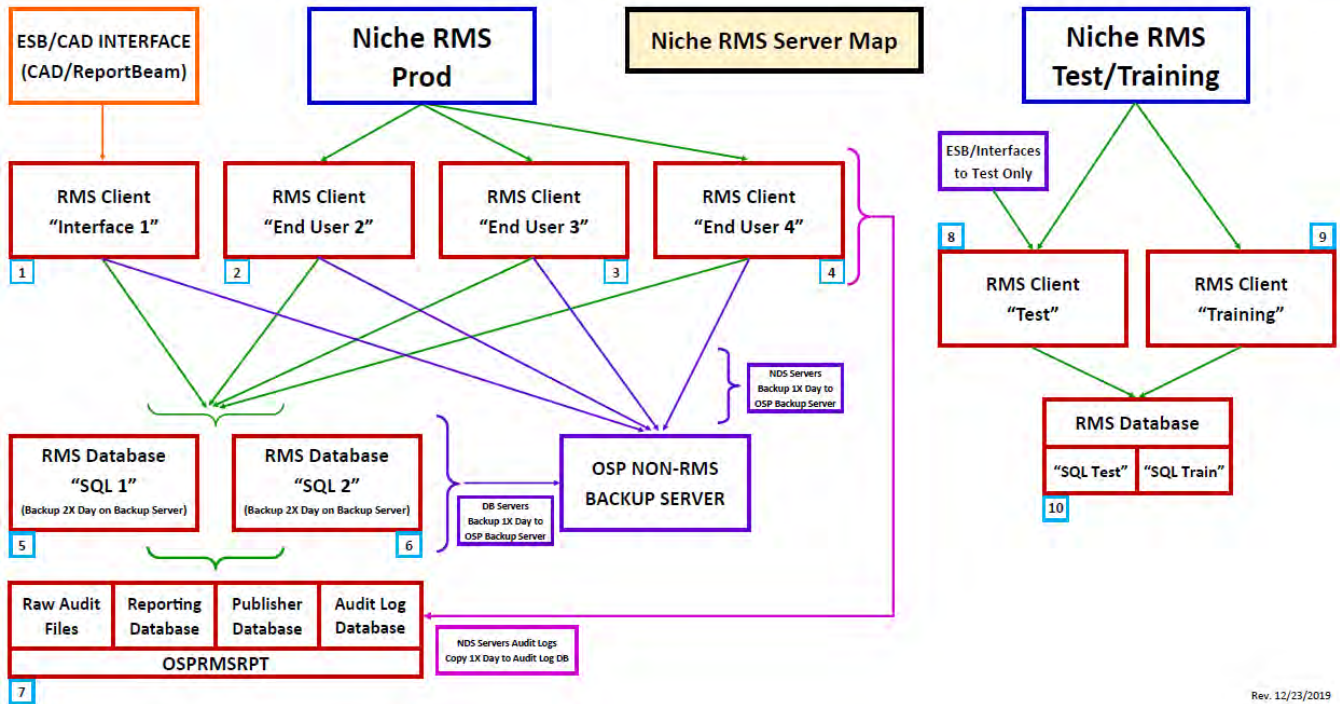 ESB/CAD INTERFACE
(CAD/ReportBeam)
Niche RMS
Prod
Niche RMS Server Map
Niche RMS
Test/Training
ESB/Interfaces
to Test Only
RMS Client
“Interface 1”
1
RMS Client
“End User 2”
2
RMS Client
“End User 3”
3
RMS Client
“End User 4”
4
8
RMS Client
“Test”
9
RMS Client
“Training”
NDS Servers
Backup 1X Day to
OSP Backup Server
RMS Database
“SQL Test”
“SQL Train”
10
RMS Database
“SQL 1”
(Backup 2X Day on Backup Server)
5
RMS Database
“SQL 2”
(Backup 2X Day on Backup Server)
6
DB Servers
Backup 1X Day to
OSP Backup Server
OSP NON-RMS
BACKUP SERVER
Raw Audit
Files
Reporting
Database
Publisher
Database
Audit Log
Database
OSPRMSRPT
7
NDS Servers Audit Logs
Copy 1X Day to Audit Log DB
Rev. 12/23/2019